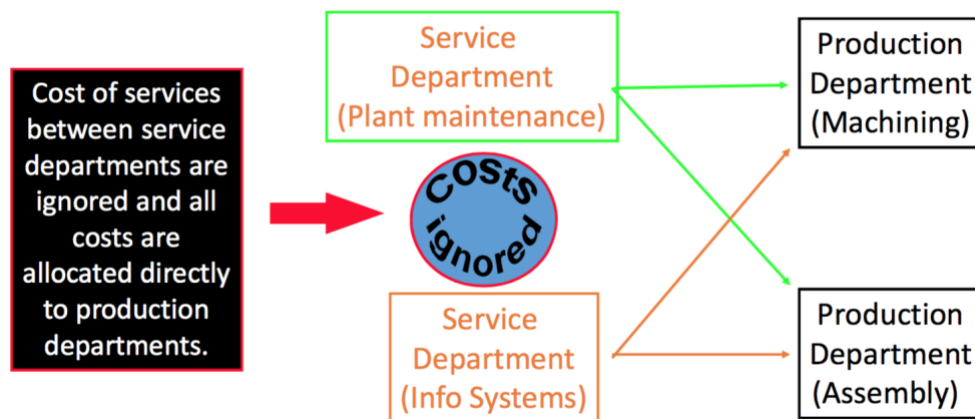 Cost of services
between service
departments are
ignored and all
costs are
allocated directly
to production
departments.
Service
Department
(Plant maintenance)
Costs
ignored
Service
Department
(Info Systems)
Production
Department
(Machining)
Production
Department
(Assembly)